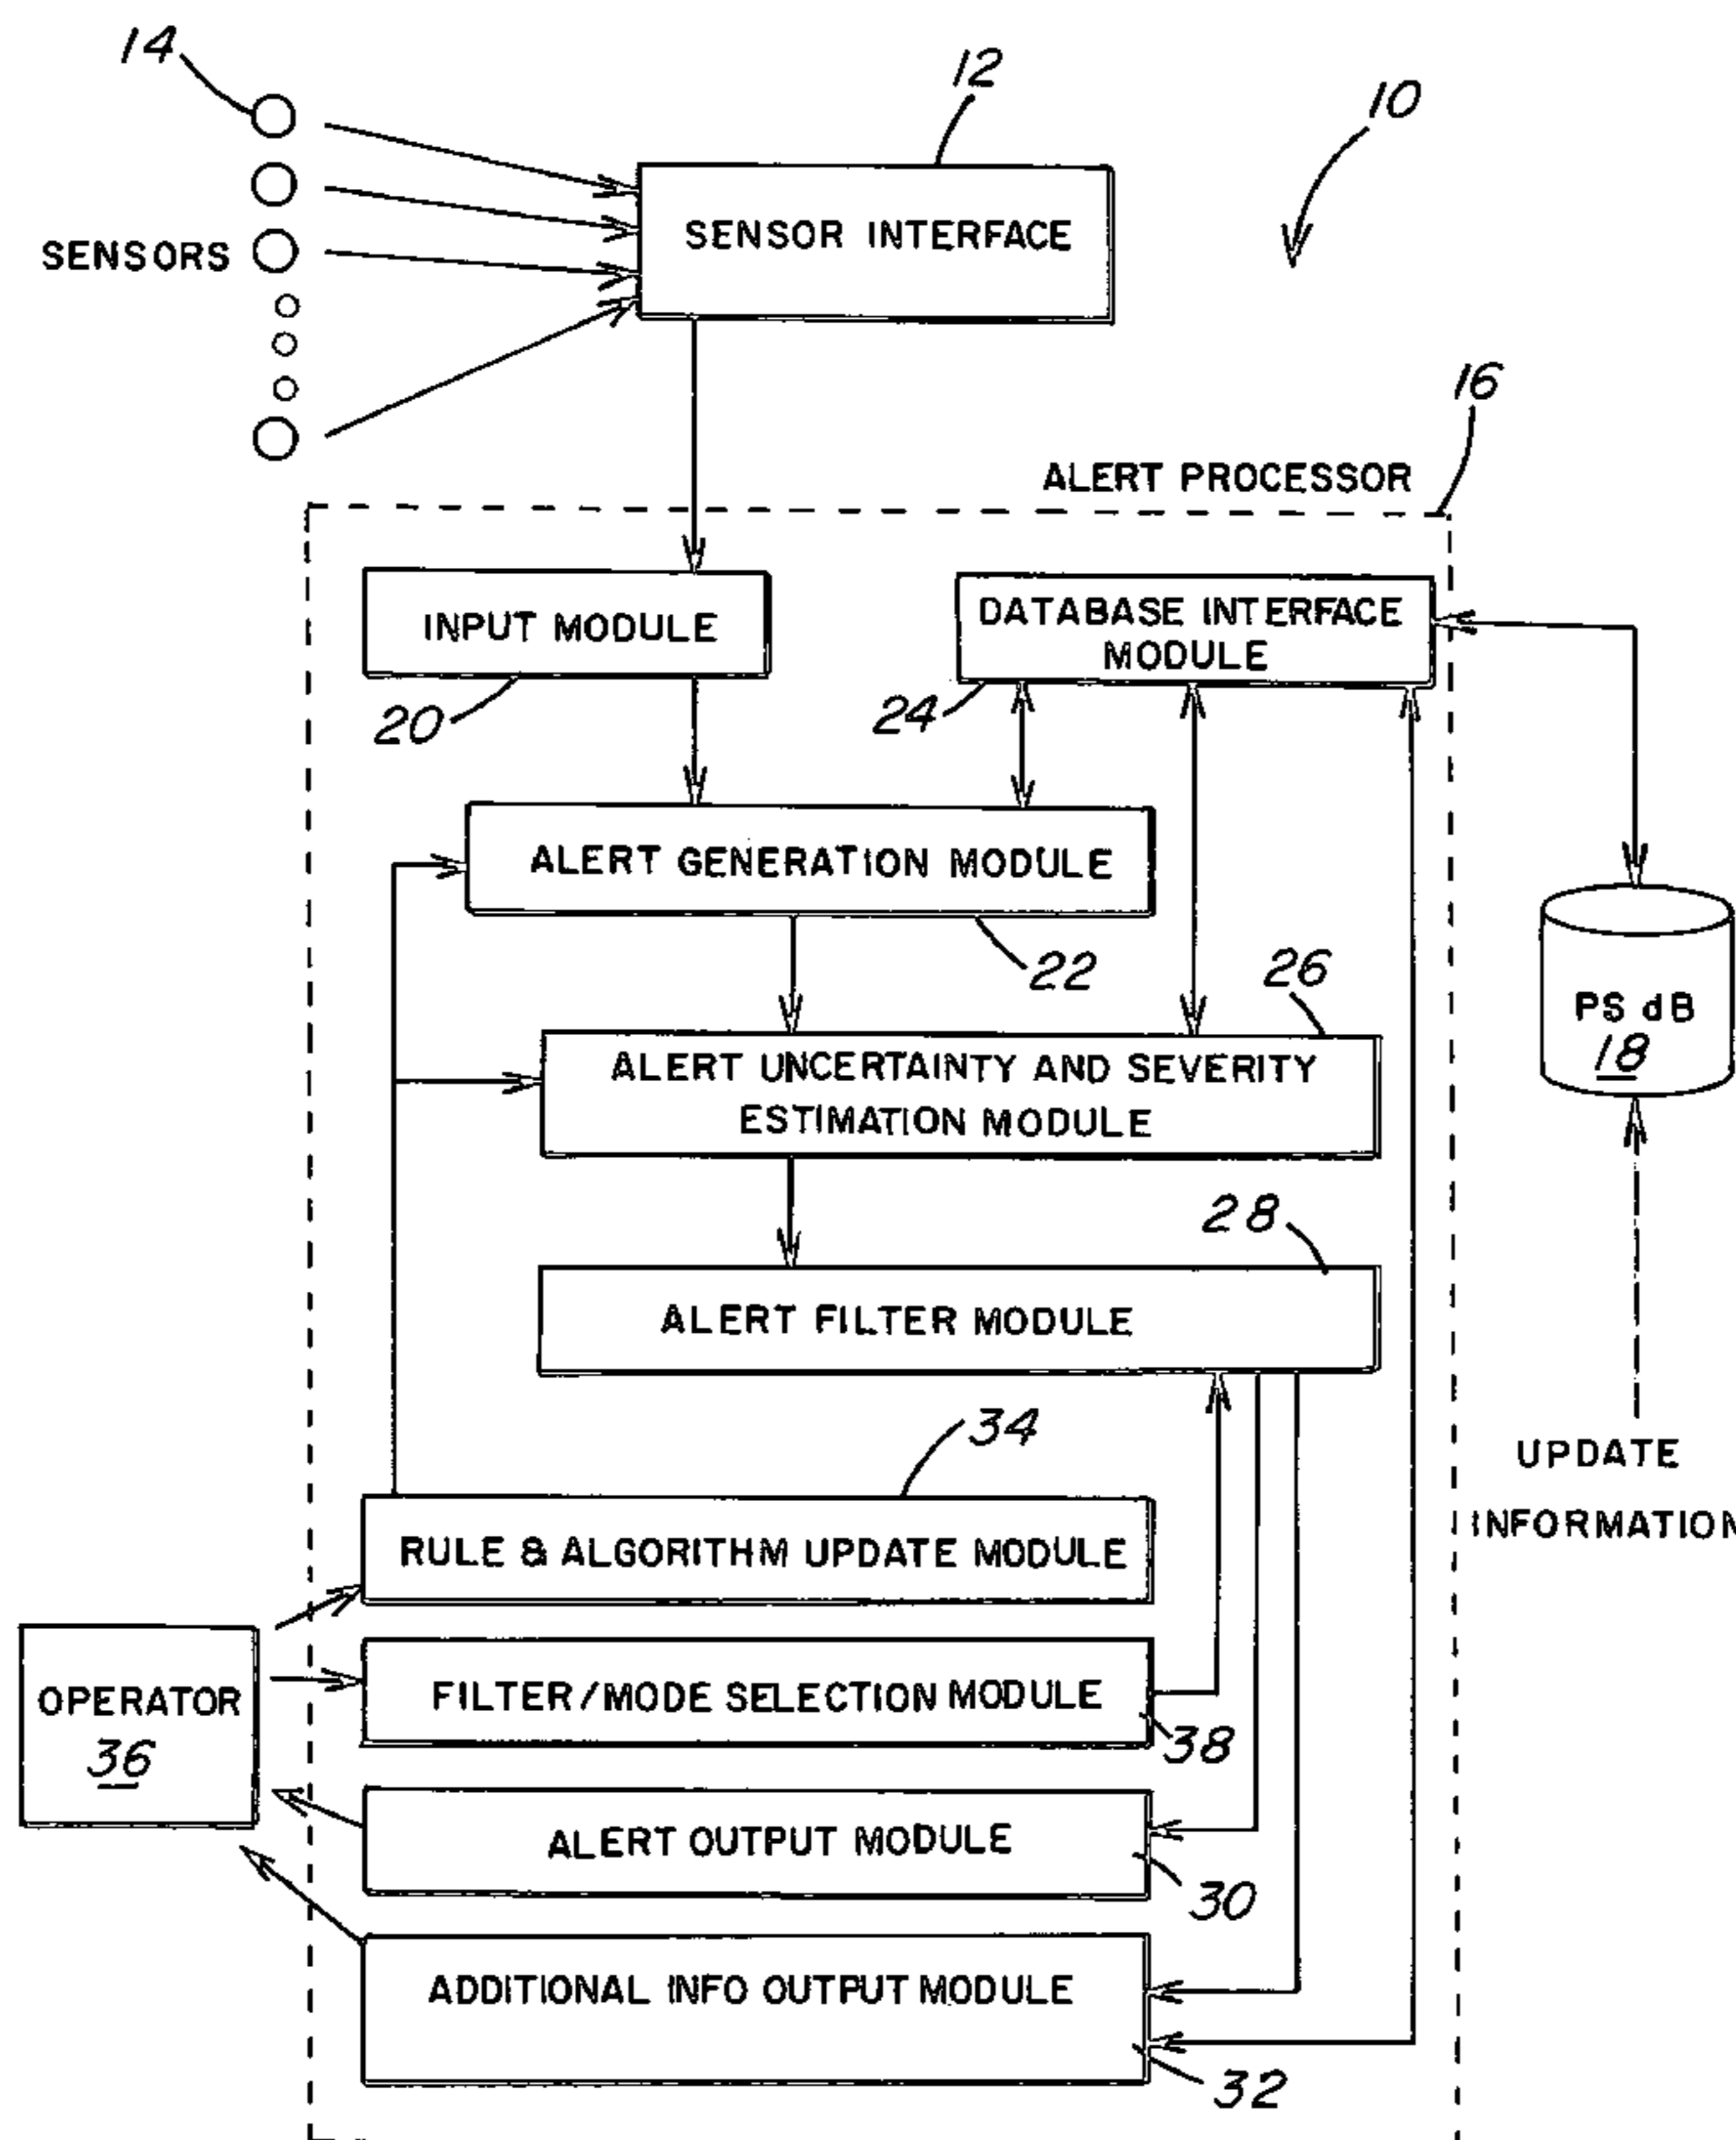 14
12
10
SENSORS
SENSOR INTERFACE
16
ALERT PROCESSOR
INPUT MODULE
DATABASE INTERFACE
MODULE
20
24
ALERT GENERATION MODULE
22
26
PS dB
18
ALERT UNCERTAINTY AND SEVERITY
ESTIMATION MODULE
28
ALERT FILTER MODULE
34
UPDATE
INFORMATION
RULE & ALGORITHM UPDATE MODULE
OPERATOR
36
FILTER/MODE SELECTION MODULE
38
ALERT OUTPUT MODULE
30
ADDITIONAL INFO OUTPUT MODULE
32